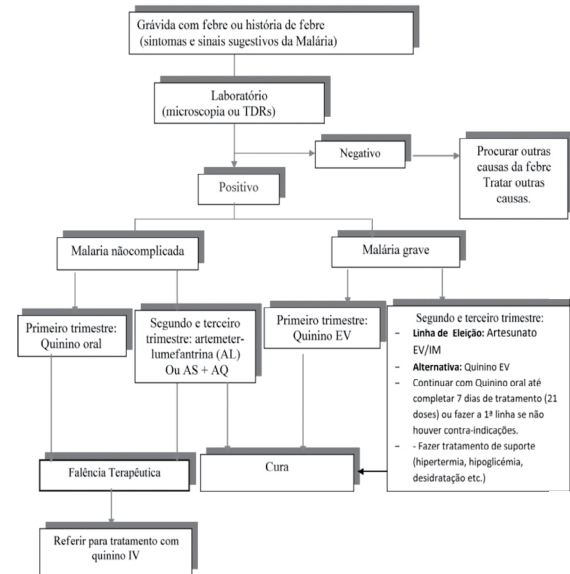 Grávida com febre ou história de febre
(sintomas e sinais sugestivos da Malária)
Laboratório
(microscopia ou TDRs)
Negativo
Procurar outras
causas da febre
Tratar outras
causas.
Positivo
Malaria nãocomplicada
Malária grave
Primeiro trimestre:
Quinino oral
Segundo e terceiro
trimestre: artemeter-
lumefantrina (AL)
Ou AS + AQ
Primeiro trimestre:
Quinino EV
Segundo e terceiro trimestre:
- Linha de Eleição: Artesunato
EV/IM
- Alternativa: Quinino EV
- Continuar com Quinino oral até
completar 7 dias de tratamento (21
doses) ou fazer a 1ª linha se não
houver contra-indicações.
- - Fazer tratamento de suporte
(hipertermia, hipoglicémia,
desidratação etc.)
Falência Terapêutica
Cura
Referir para tratamento com
quinino IV